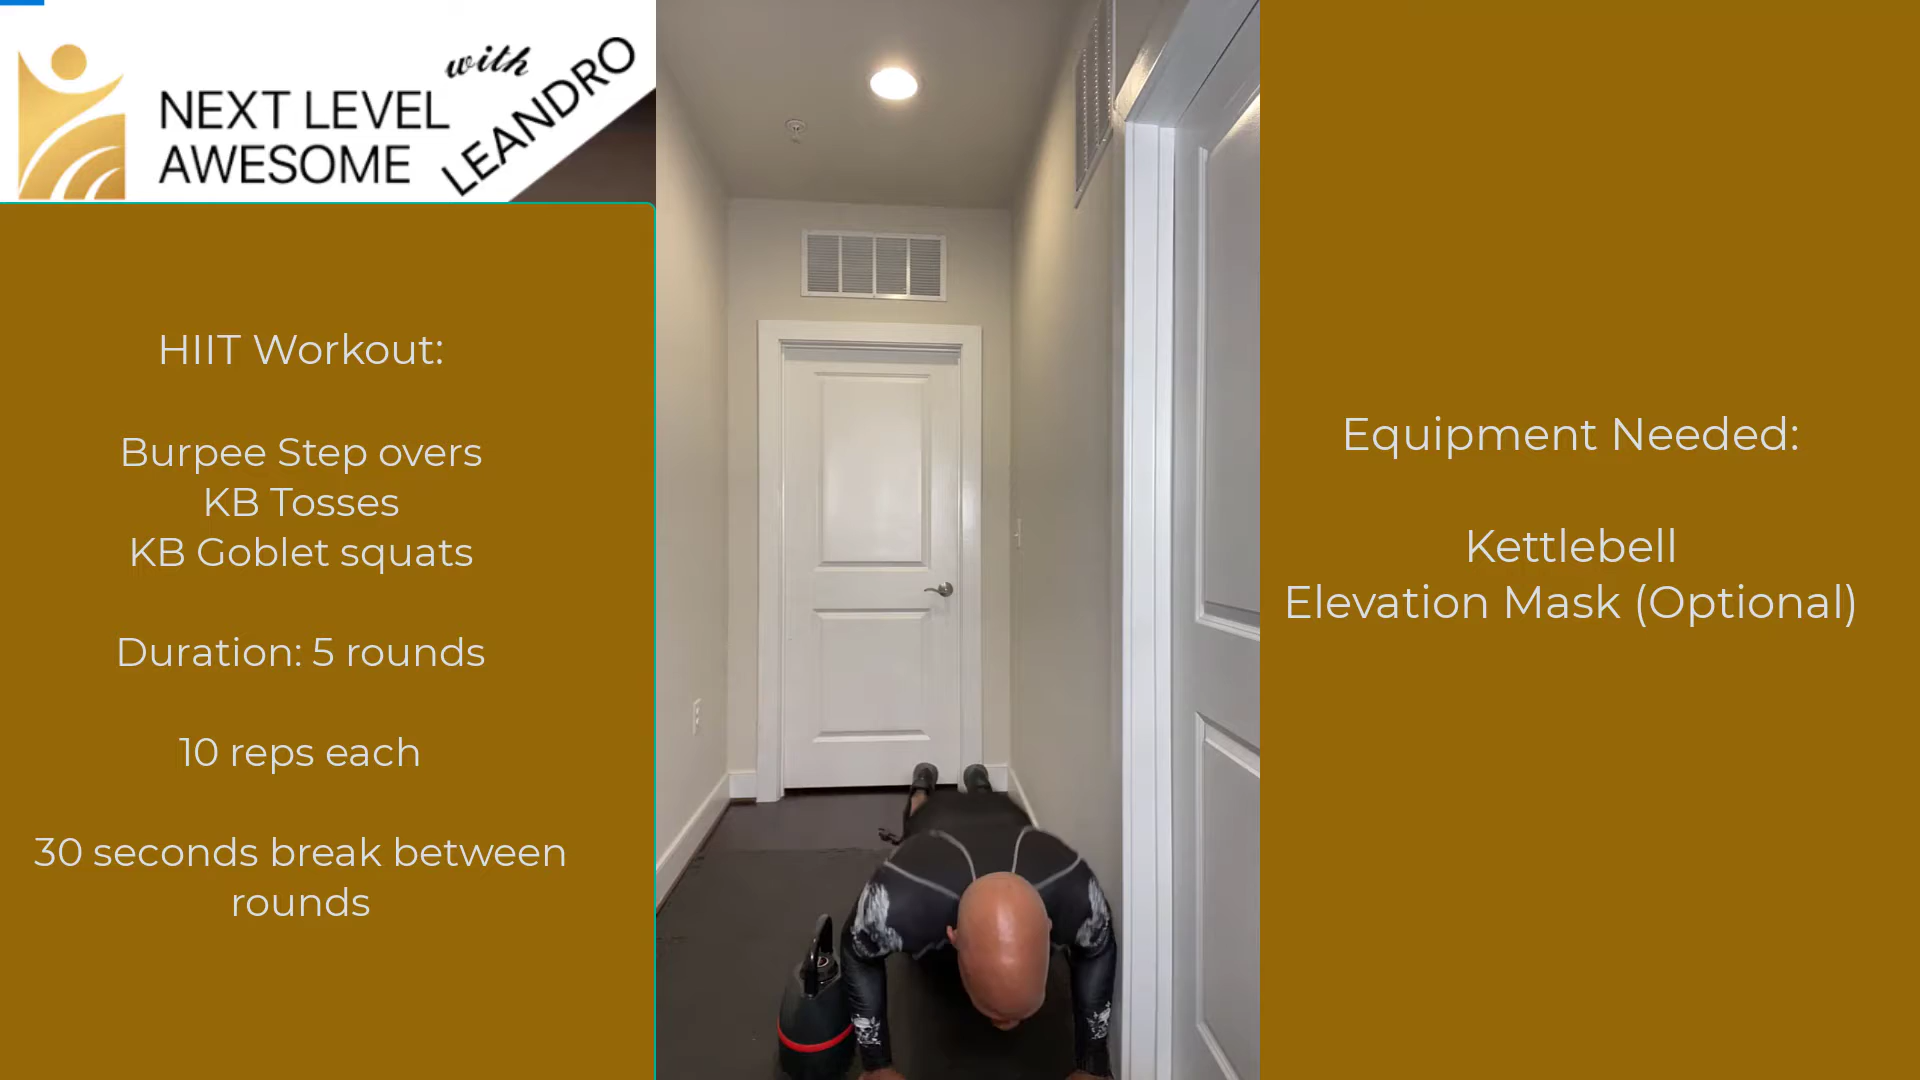 NEXT LEVEL
AWESOME
with
LEANDRO
HIIT Workout:
Burpee Step overs
KB Tosses
KB Goblet squats
Duration: 5 rounds
10 reps each
30 seconds break between
rounds
Equipment Needed:
Kettlebell
Elevation Mask (Optional)